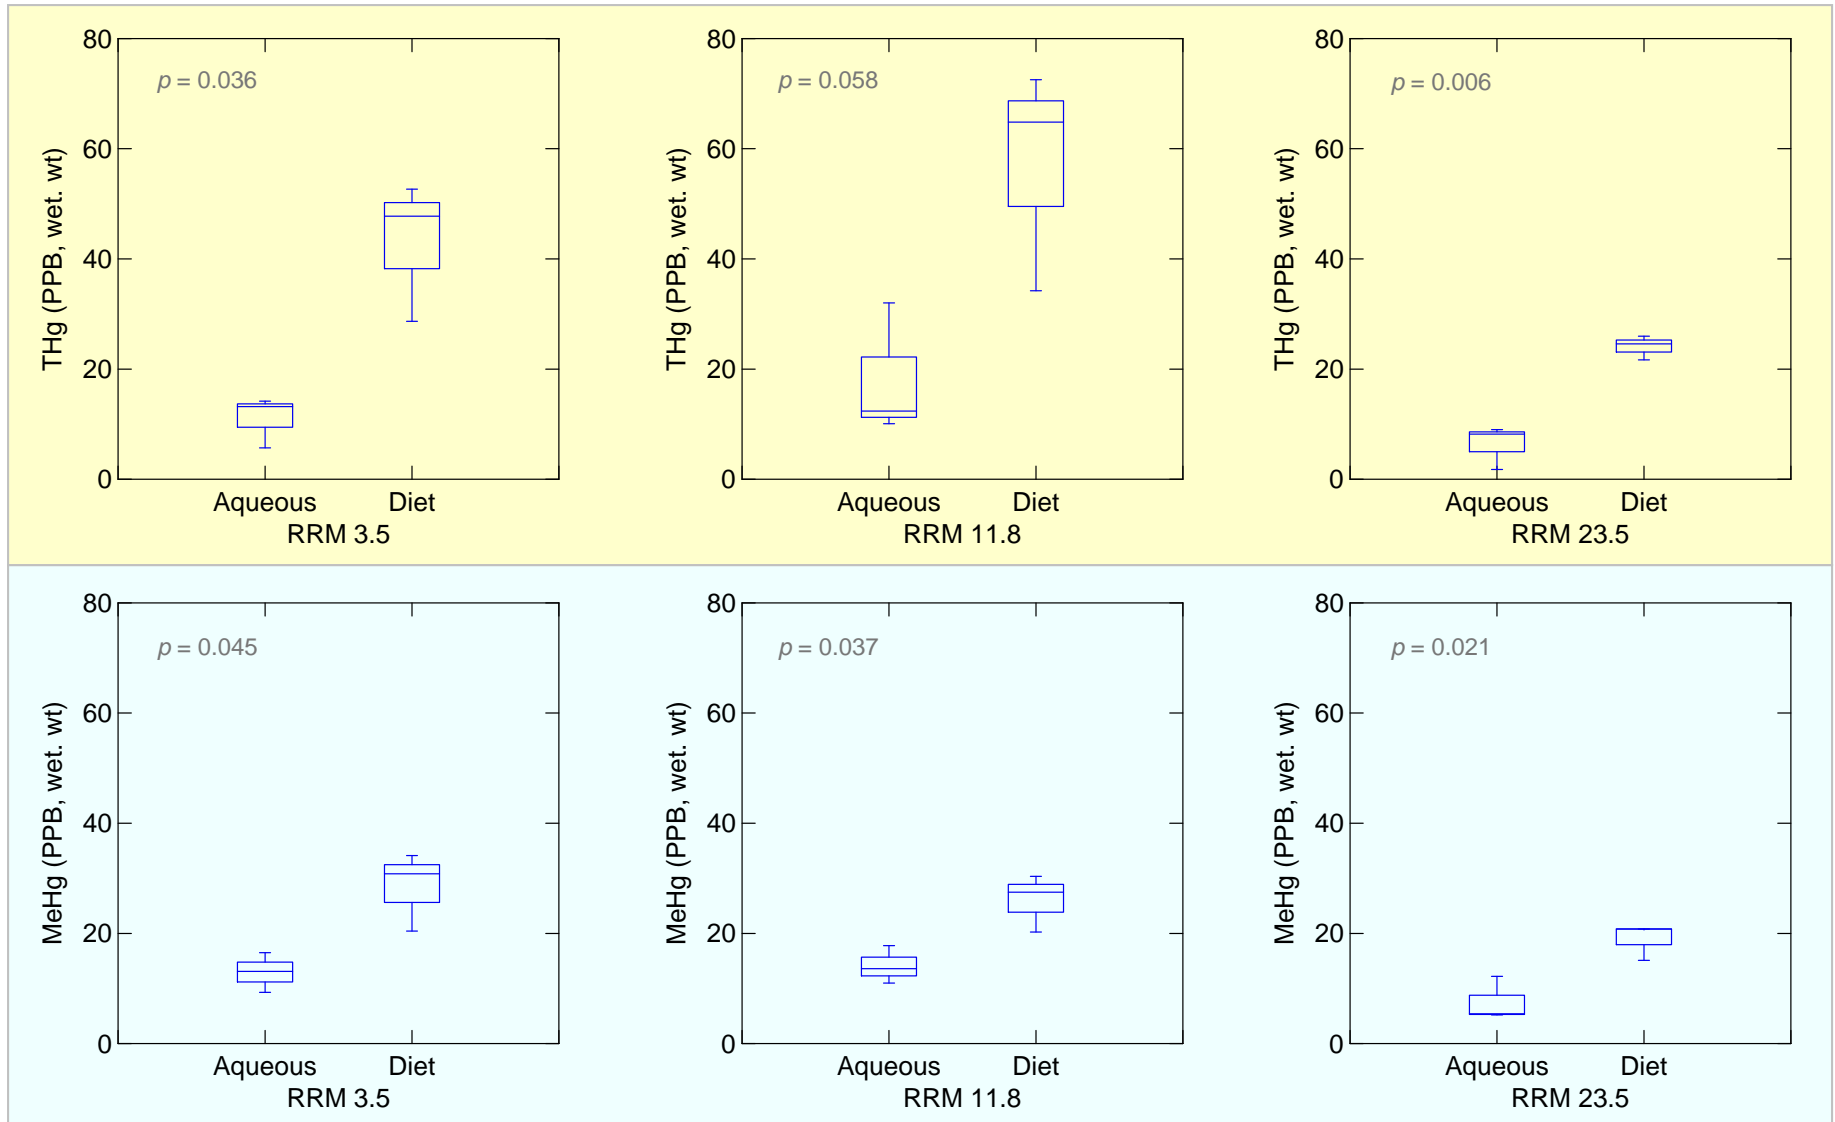 80
60
40
20
0
THg (PPB, wet. wt)
p = 0.036
Aqueous Diet
RRM 3.5
80
60
40
20
0
THg (PPB, wet. wt)
p = 0.058
Aqueous Diet
RRM 11.8
80
60
40
20
0
THg (PPB, wet. wt)
p = 0.006
Aqueous Diet
RRM 23.5
80
60
40
20
0
MeHg (PPB, wet. wt)
p = 0.045
Aqueous Diet
RRM 3.5
80
60
40
20
0
MeHg (PPB, wet. wt)
p = 0.037
Aqueous Diet
RRM 11.8
80
60
40
20
0
MeHg (PPB, wet. wt)
p = 0.021
Aqueous Diet
RRM 23.5